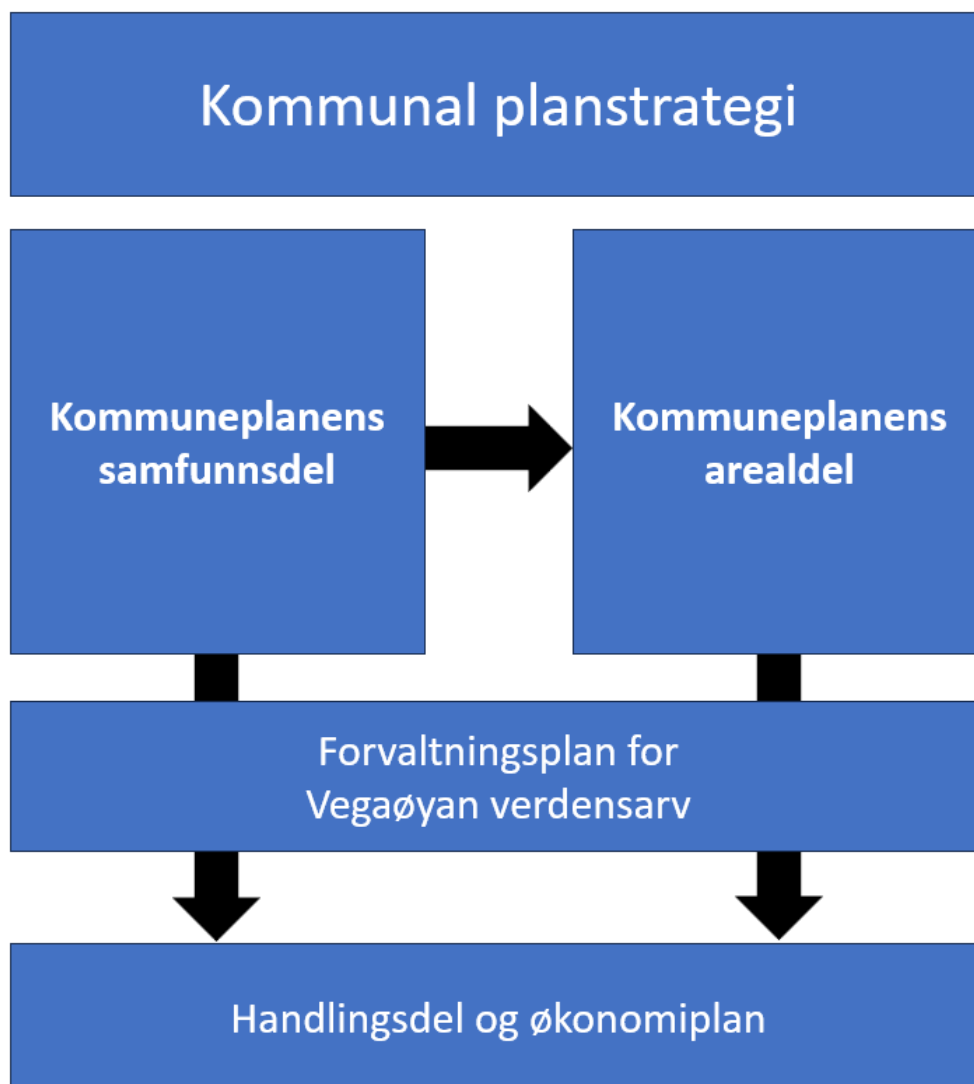 Kommunal planstrategi
Kommuneplanens
samfunnsdel
Kommuneplanens
arealdel
Forvaltningsplan for
Vegaøyan verdensarv
Handlingsdel og økonomiplan